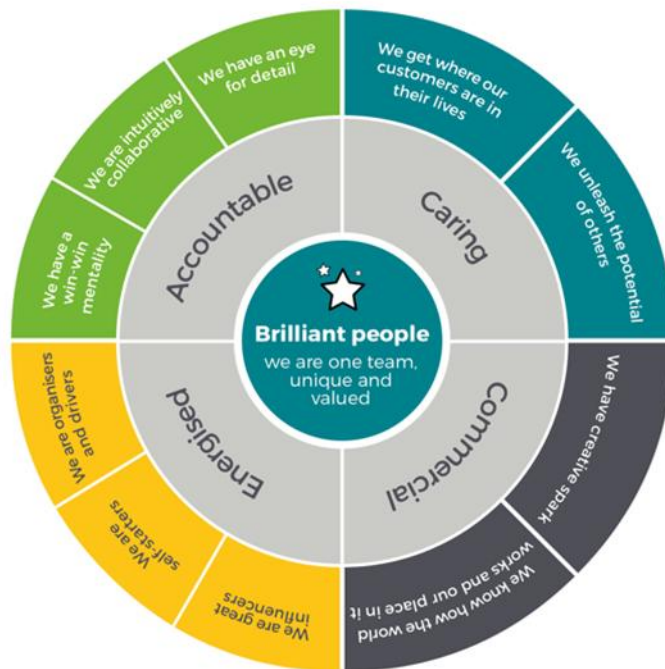 Brilliant people
we are one team,
unique and
valued
Accountable
We have a
win-win
mentality
We are intuitively
collaborative
We have an eye
for detail
Caring
We get where our
customers are in
their lives
We unleash the potential
of others
Commercial
We have creative spark
We know how the world
works and our place in it
Energised
We are great
influencers
We are
self-starters
We are organisers
and drivers